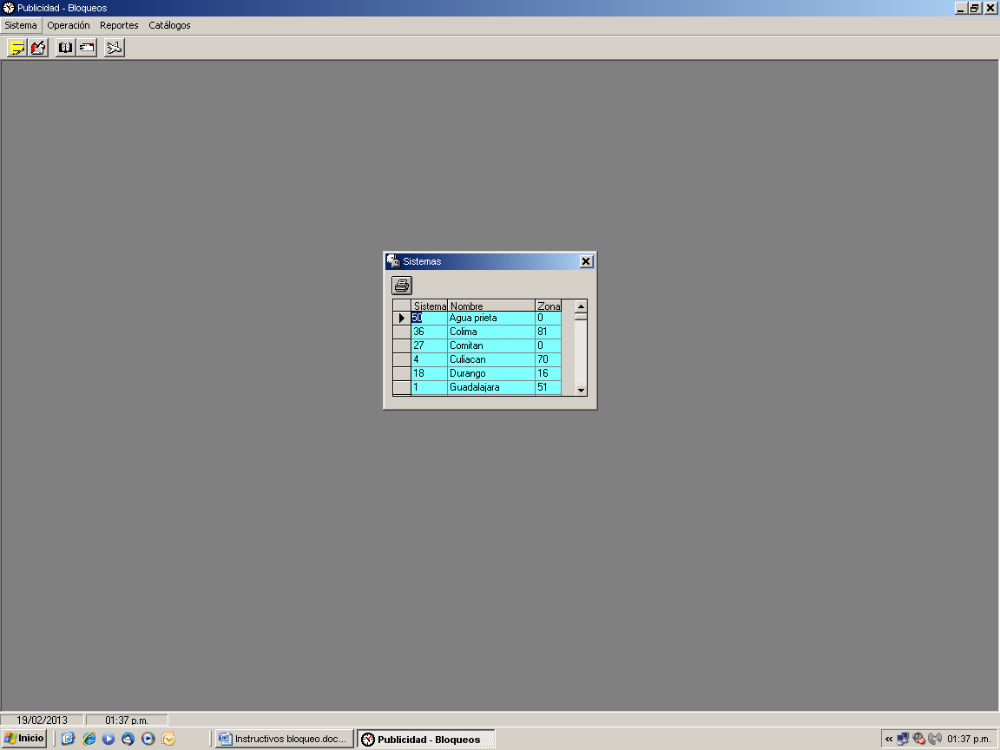 Publicidad - Bloqueos
Sistema Operación Reportes Catálogos
Sistemas
Sistema Nombre Zona
50 Agua prieta 0
36 Colima 81
27 Comitan 0
4 Culiacan 70
18 Durango 16
1 Guadalajara 51
19/02/2013 01:37 p.m.
Inicio Instructivos bloqueo.doc... Publicidad - Bloqueos « 01:37 p.m.